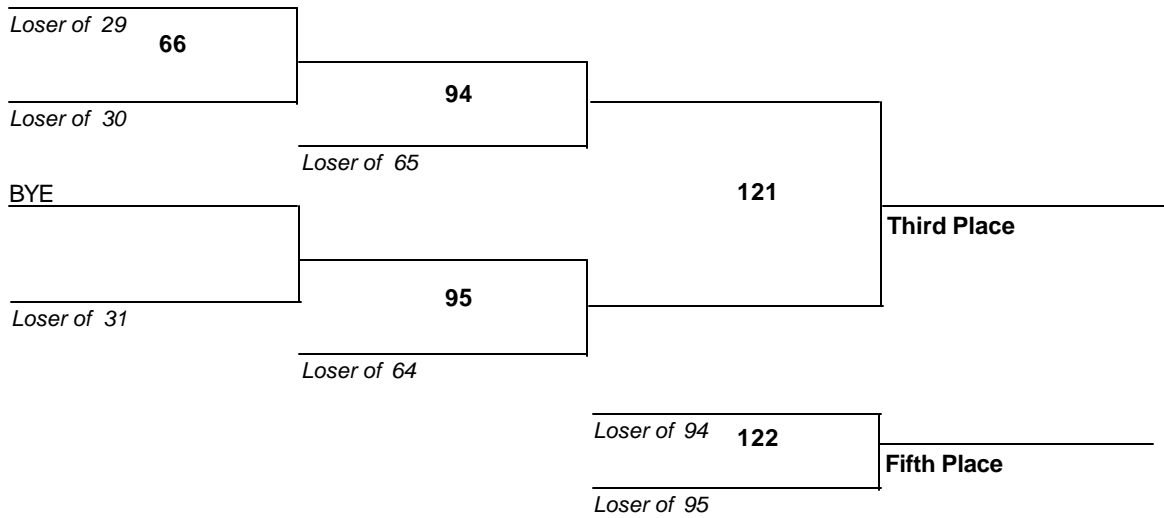 Loser of 29
66
94
Loser of 30
Loser of 65
BYE
121
Third Place
95
Loser of 31
Loser of 64
Loser of 94
122
Fifth Place
Loser of 95